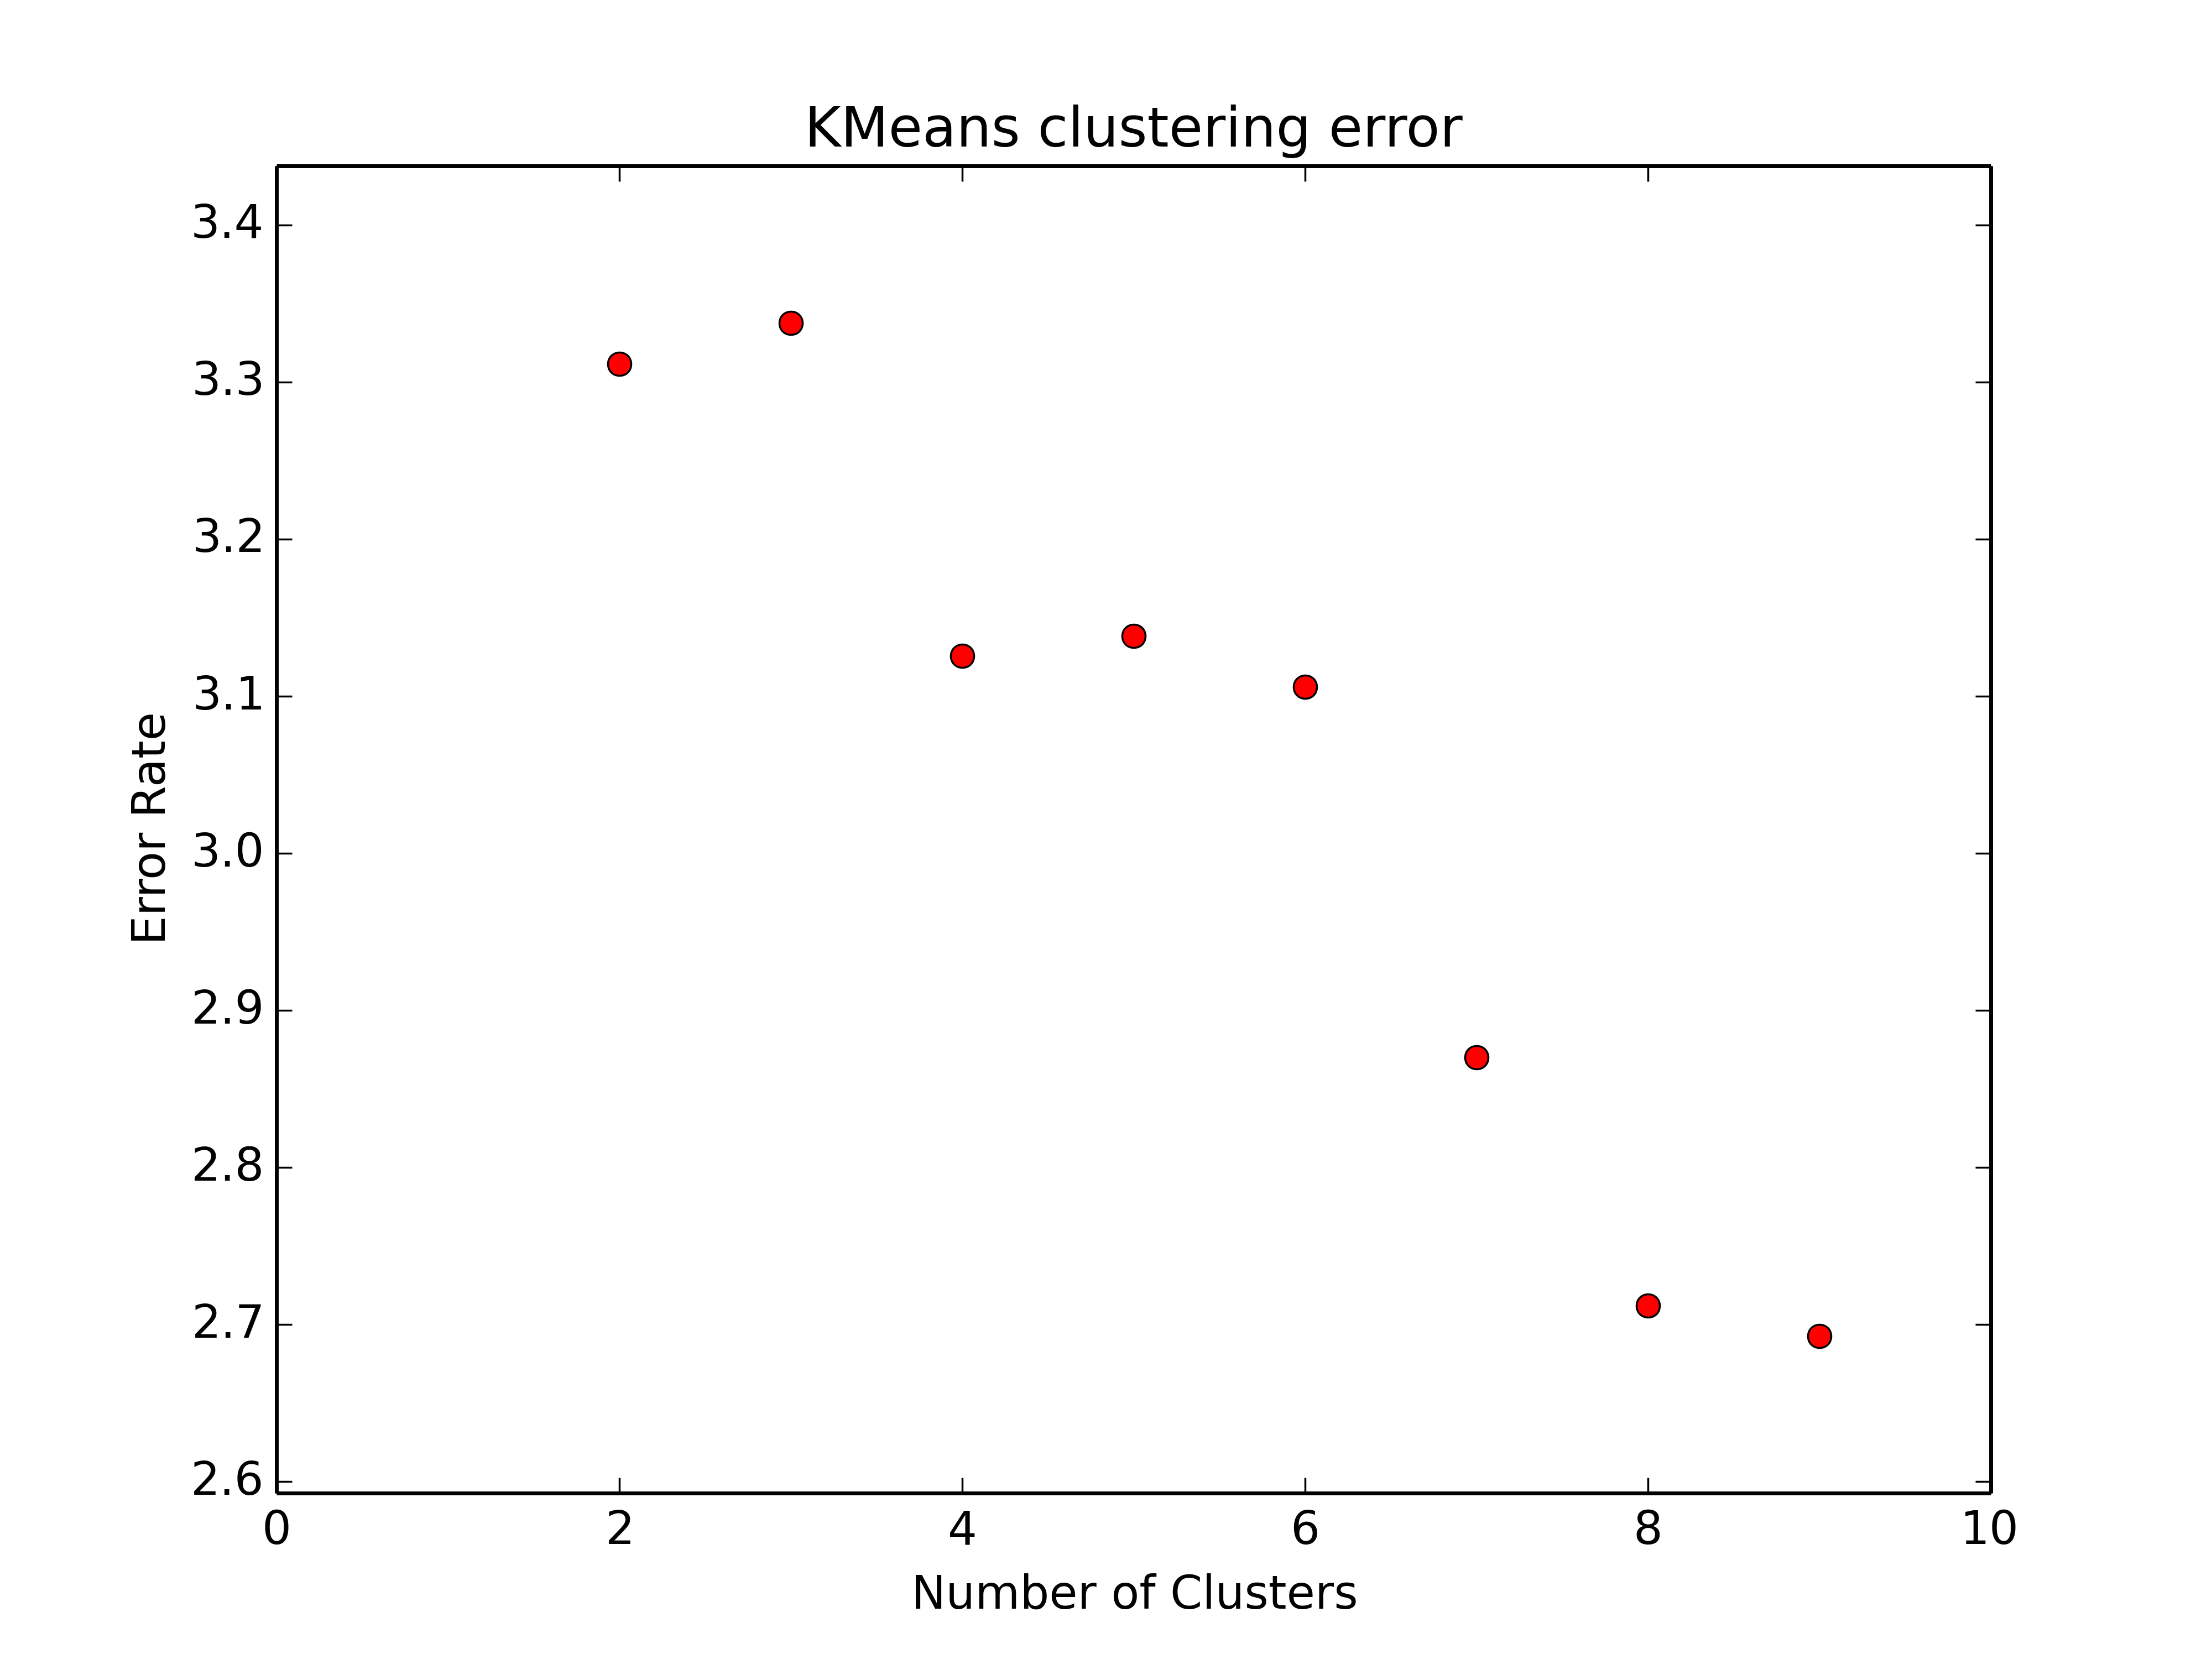 KMeans clustering error
3.4
3.3
3.2
3.1
3.0
2.9
2.8
2.7
2.6
Error Rate
0 2 4 6 8 10
Number of Clusters